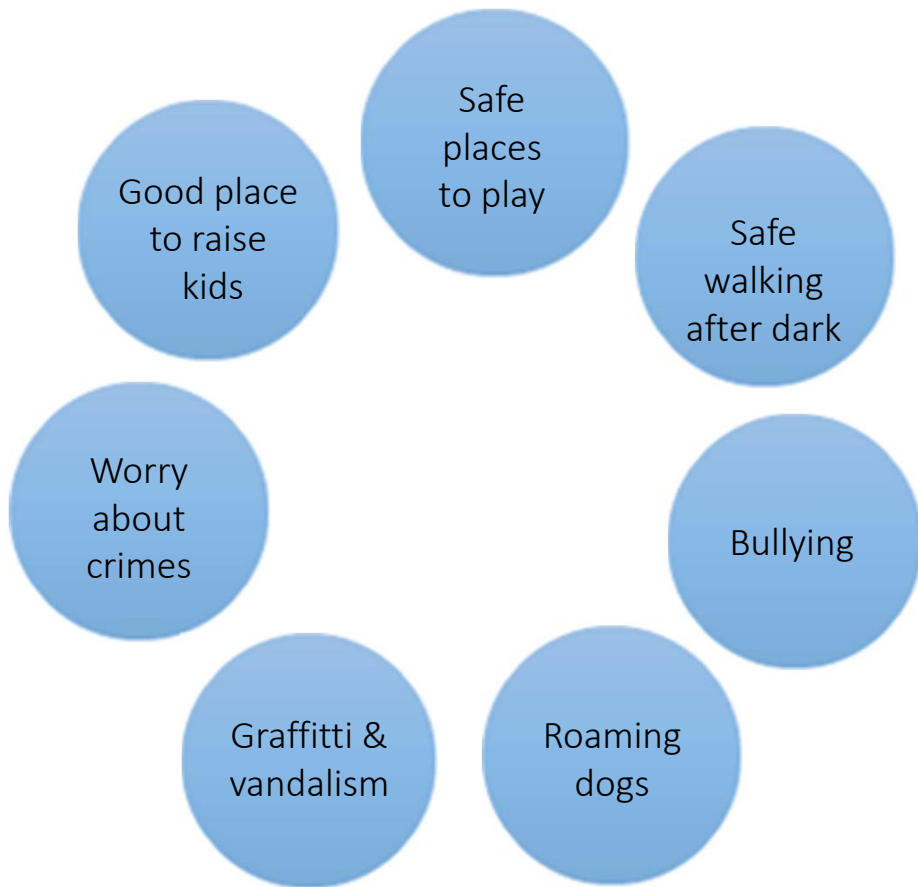 Safe
places
to play
Safe
walking
after dark
Bullying
Roaming
dogs
Graffitti &
vandalism
Worry
about
crimes
Good place
to raise
kids